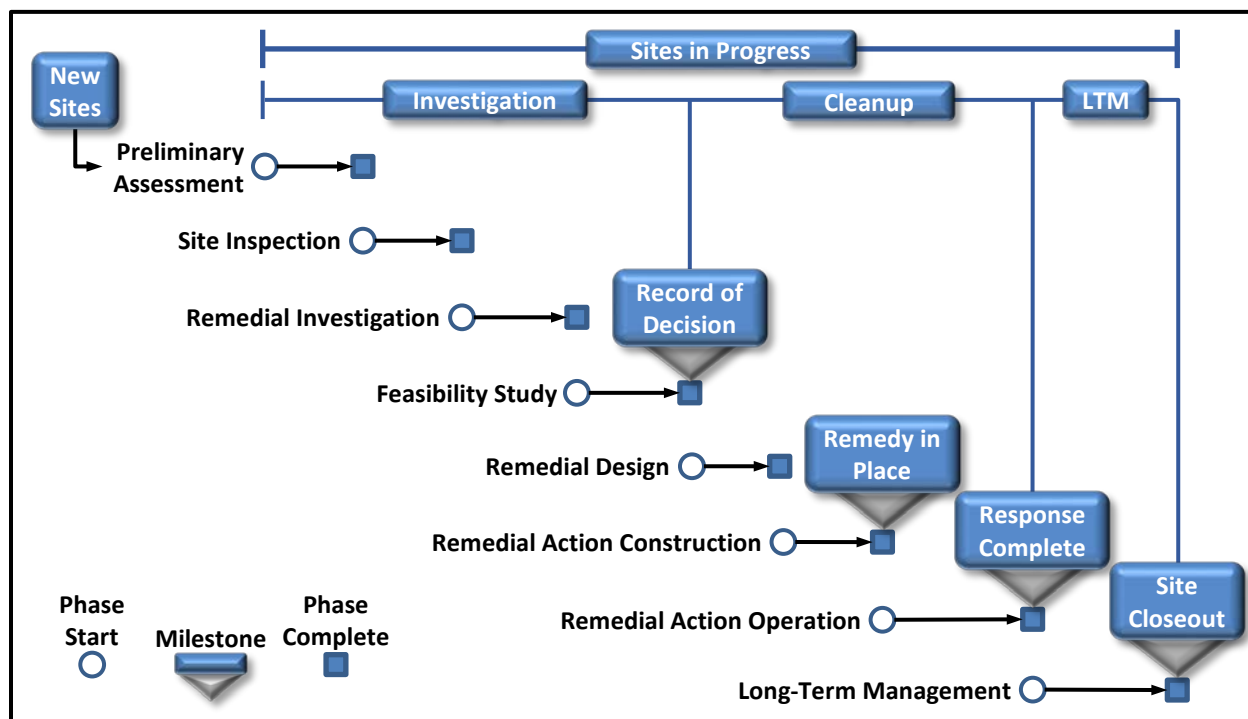 Sites in Progress
New
Sites
Investigation
Cleanup
LTM
Preliminary
Assessment
Site Inspection
Remedial Investigation
Record of
Decision
Feasibility Study
Remedial Design
Remedy in
Place
Remedial Action Construction
Response
Complete
Remedial Action Operation
Site
Closeout
Long-Term Management
Phase
Start
Milestone
Phase
Complete